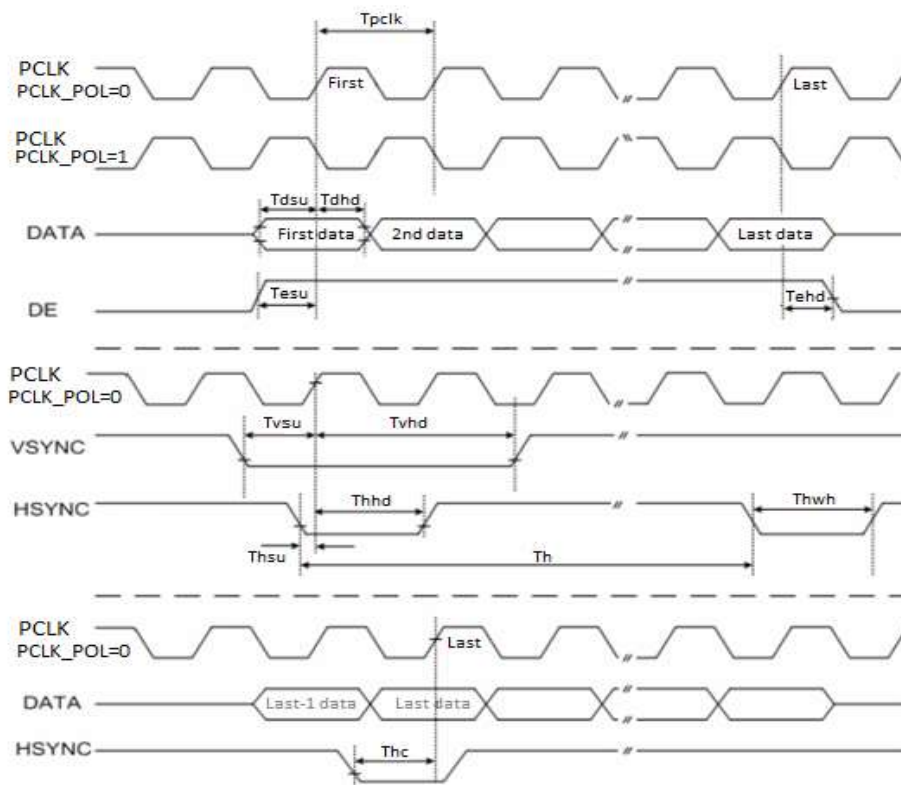 Tpclk
PCLK
PCLK_POL=0
First
Last
PCLK
PCLK_POL=1
Tdsu
Tdhd
DATA
First data
2nd data
Last data
DE
Tesu
Tehd
PCLK
PCLK_POL=0
Tvsu
Tvhd
VSYNC
HSYNC
Thhd
Thwh
Thsu
Th
PCLK
PCLK_POL=0
Last
DATA
Last-1 data
Last data
HSYNC
Thc